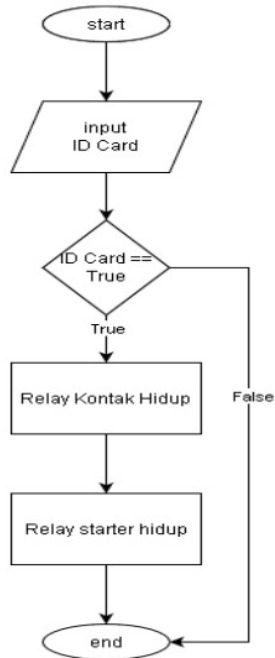 start
input
ID Card
ID Card ==
True
True
Relay Kontak Hidup
False
Relay starter hidup
end